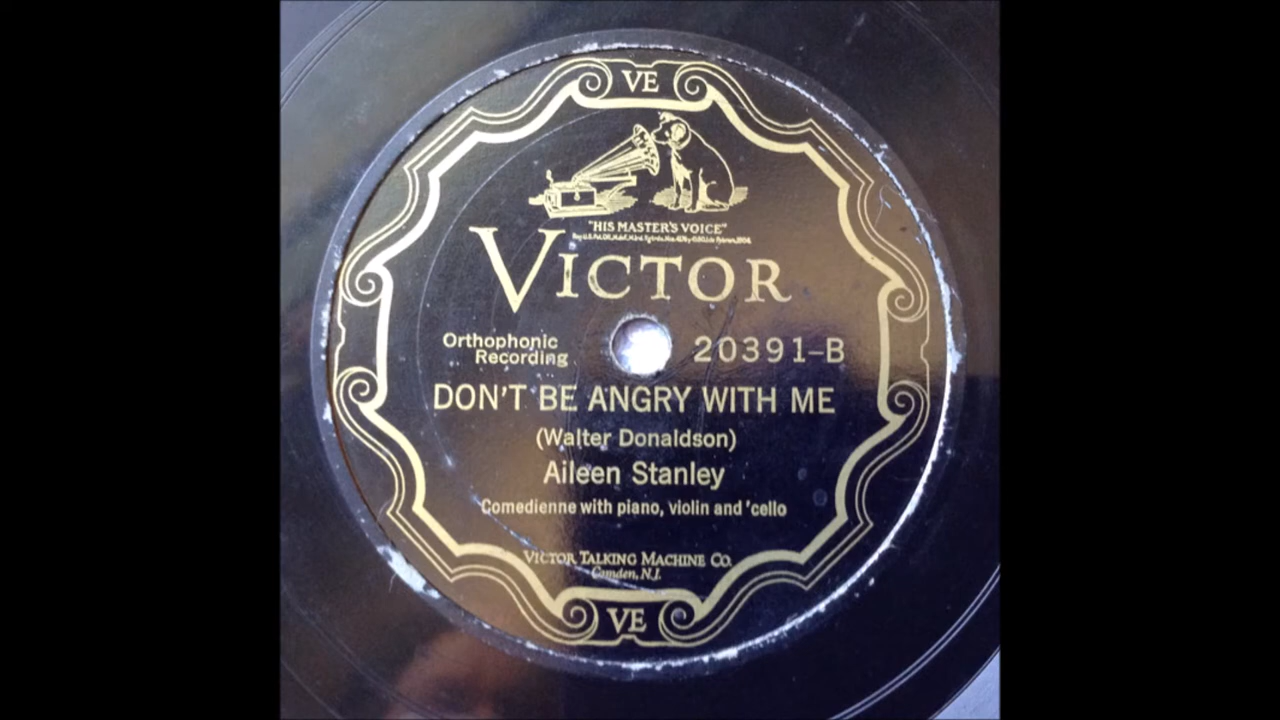 VE
"HIS MASTER'S VOICE"
VICTOR
Orthophonic
Recording
20391-B
DON'T BE ANGRY WITH ME
(Walter Donaldson)
Aileen Stanley
Comedienne with piano, violin and 'cello
VICTOR TALKING MACHINE CO.
Camden, N.J.
VE